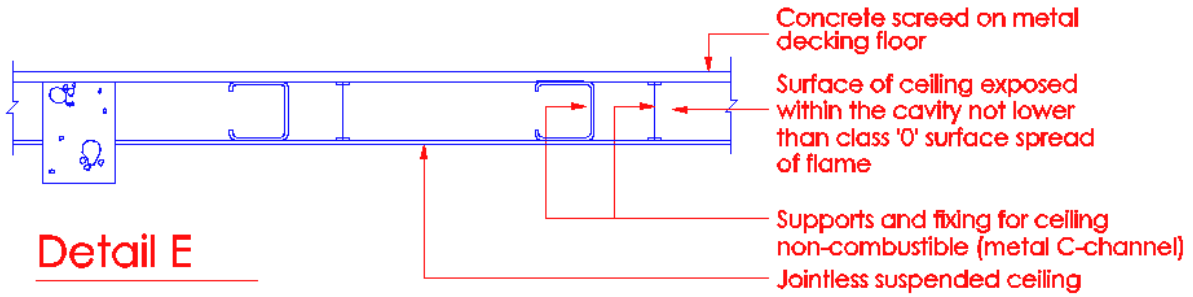 Concrete screed on metal
decking floor
Surface of ceiling exposed
within the cavity not lower
than class '0' surface spread
of flame
Supports and fixing for ceiling
non-combustible (metal C-channel)
Jointless suspended ceiling
Detail E